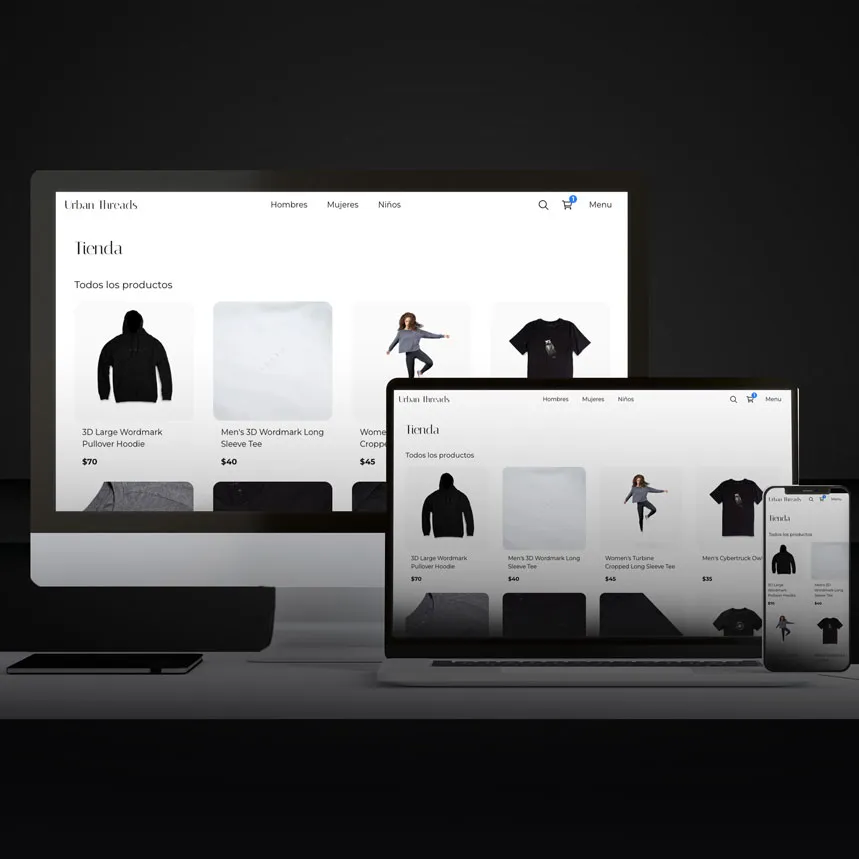 Urban Threads Hombres Mujeres Niños 1 Menu
Tienda
Todos los productos
3D Large Wordmark
Pullover Hoodie
$70
Men's 3D Wordmark Long
Sleeve Tee
$40
Wome
Croppe
$45
Urban Threads Hombres Mujeres Niños 1 Menu
Tienda
Todos los productos
3D Large Wordmark
Pullover Hoodie
$70
Men's 3D Wordmark Long
Sleeve Tee
$40
Women's Turbine
Cropped Long Sleeve Tee
$45
Men's Cybertruck Ow
$35
Urban Threads Menu
Tienda
Todos los productos
3D Large
Wordmark
Pullover Hoodie
$70
Men's 3D
Wordmark Long
Sleeve Tee
$40